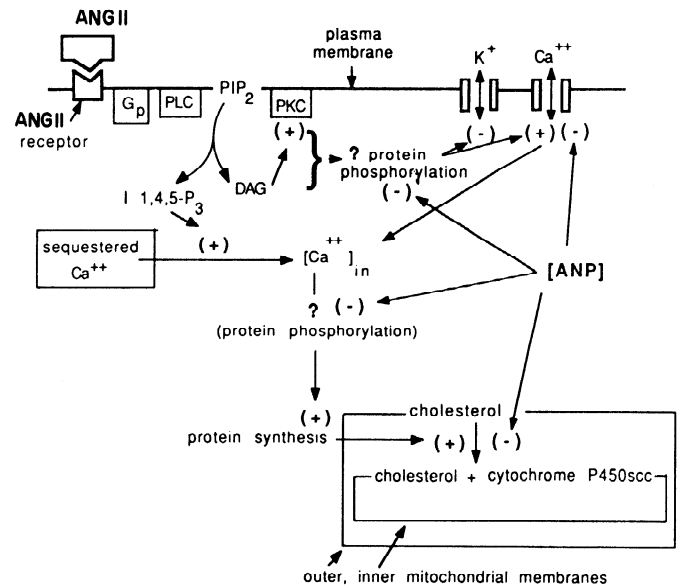 ANG II
plasma
membrane
K+
Ca++
Gp
PLC
PIP2
PKC
ANG II
receptor
(+)
(-)
(+) (-)
? protein
phosphorylation
(-)
DAG
I 1,4,5-P3
(+)
sequestered
Ca++
[Ca++]in
[ANP]
? (-)
(protein phosphorylation)
(+)
protein synthesis
cholesterol
(+) (-)
cholesterol + cytochrome P450scc
outer, inner mitochondrial membranes